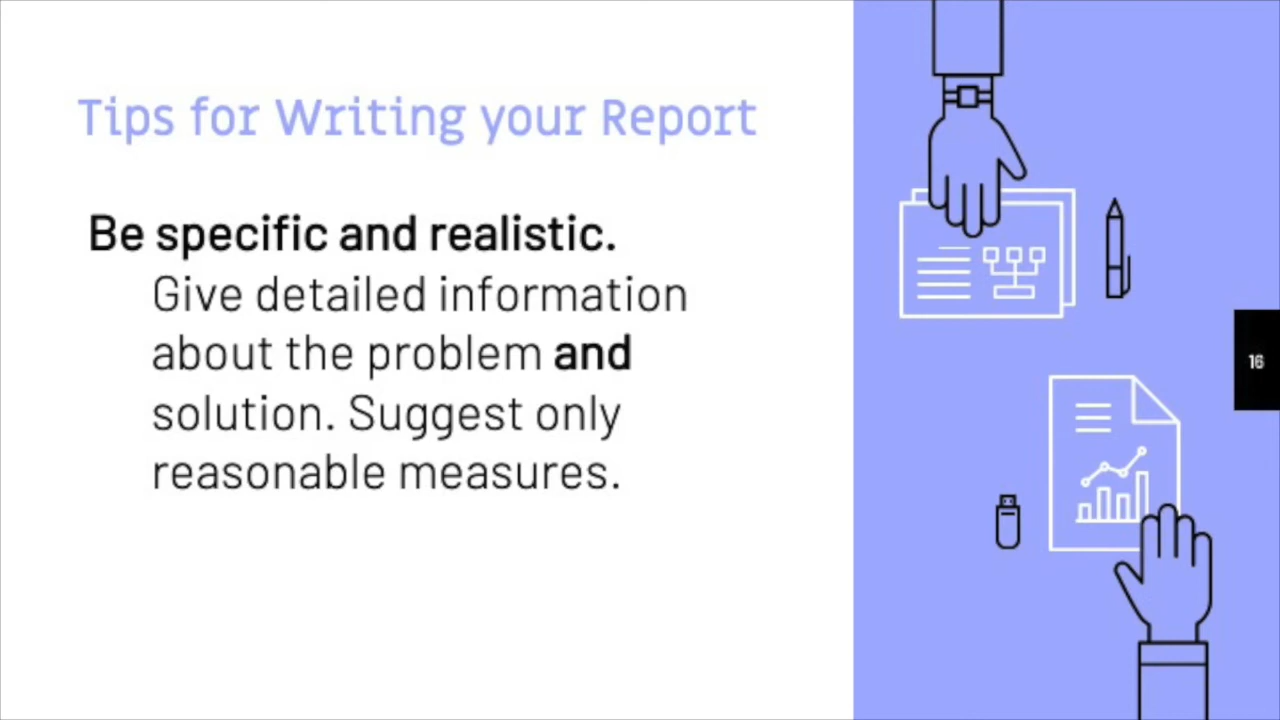 Tips for Writing your Report
Be specific and realistic.
Give detailed information
about the problem and
solution. Suggest only
reasonable measures.
16